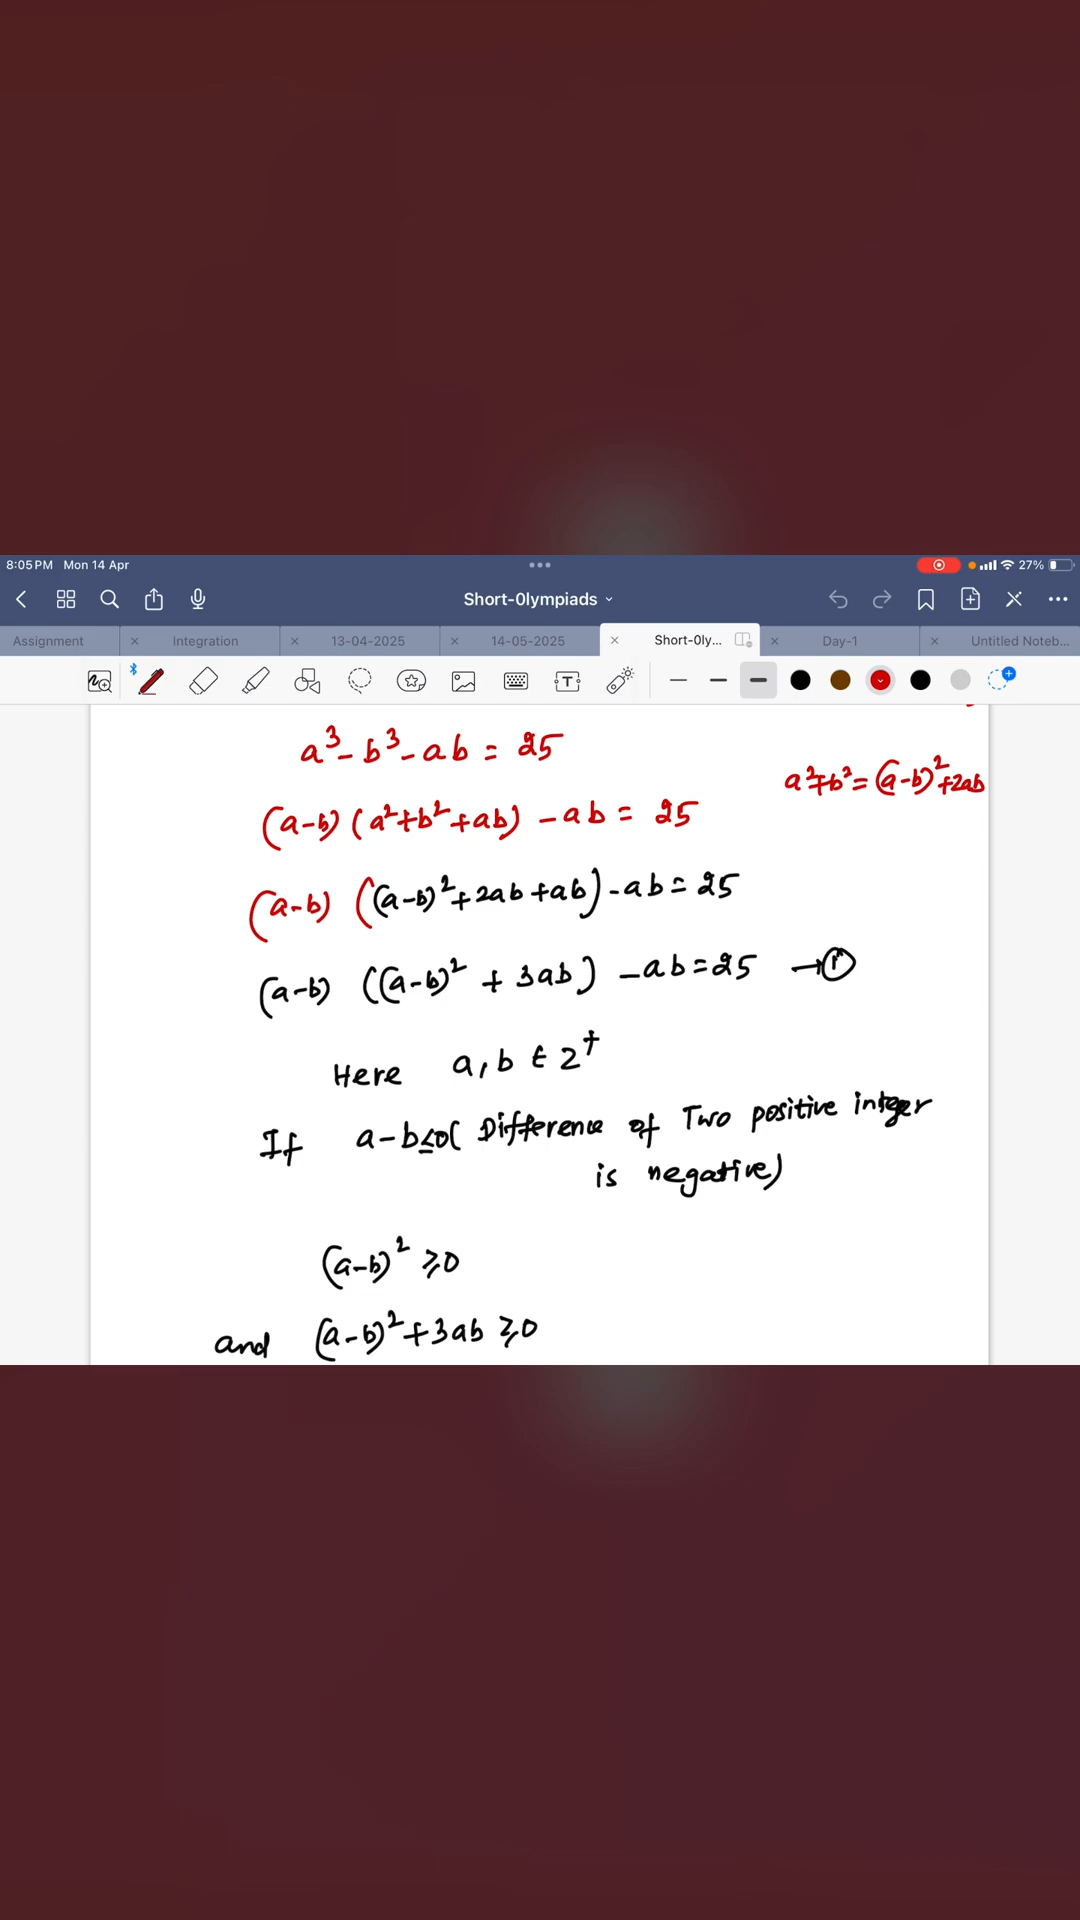 8:05 PM Mon 14 Apr
27%
Short-Olympiads
Assignment
Integration
13-04-2025
14-05-2025
Short-Oly...
Day-1
Untitled Noteb...
a³ - b³ - ab = 25
a² + b² = (a-b)² + 2ab
(a-b) (a² + b² + ab) - ab = 25
(a-b) ((a-b)² + 2ab + ab) - ab = 25
(a-b) ((a-b)² + 3ab) - ab = 25 →①
Here a, b ∈ Z⁺
If a-b≤0 ( Difference of Two positive integer
is negative)
(a-b)² ≥ 0
and (a-b)² + 3ab ≥ 0